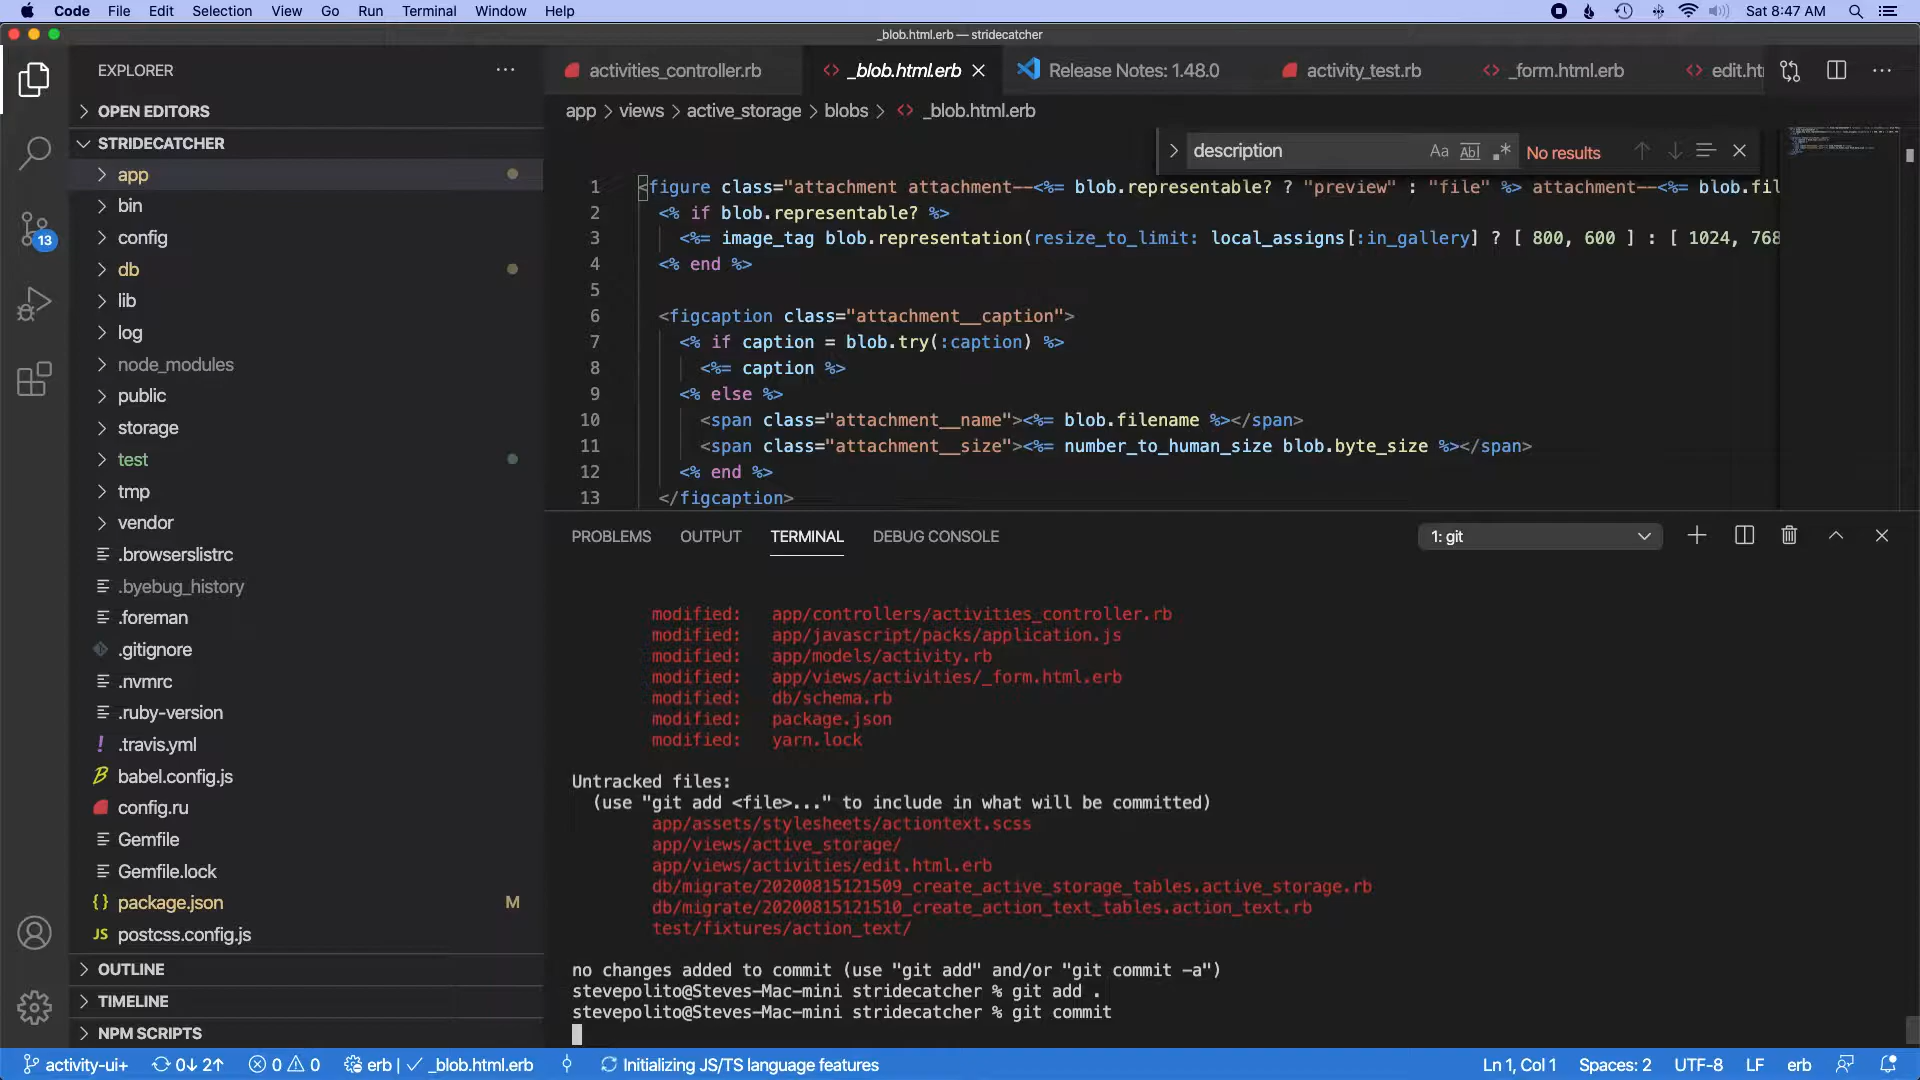 Code File Edit Selection View Go Run Terminal Window Help
Sat 8:47 AM
_blob.html.erb — stridecatcher
EXPLORER
activities_controller.rb
_blob.html.erb
Release Notes: 1.48.0
activity_test.rb
_form.html.erb
edit.ht
OPEN EDITORS
STRIDECATCHER
app
bin
config
db
lib
log
node_modules
public
storage
test
tmp
vendor
.browserslistrc
.byebug_history
.foreman
.gitignore
.nvmrc
.ruby-version
.travis.yml
babel.config.js
config.ru
Gemfile
Gemfile.lock
package.json M
postcss.config.js
OUTLINE
TIMELINE
NPM SCRIPTS
13
app > views > active_storage > blobs > _blob.html.erb
description
Aa Abl .* No results
1 <figure class="attachment attachment--<%= blob.representable? ? "preview" : "file" %> attachment--<%= blob.fil
2 <% if blob.representable? %>
3 <%= image_tag blob.representation(resize_to_limit: local_assigns[:in_gallery] ? [ 800, 600 ] : [ 1024, 768
4 <% end %>
5
6 <figcaption class="attachment__caption">
7 <% if caption = blob.try(:caption) %>
8 <%= caption %>
9 <% else %>
10 <span class="attachment__name"><%= blob.filename %></span>
11 <span class="attachment__size"><%= number_to_human_size blob.byte_size %></span>
12 <% end %>
13 </figcaption>
PROBLEMS OUTPUT TERMINAL DEBUG CONSOLE
1: git
modified: app/controllers/activities_controller.rb
modified: app/javascript/packs/application.js
modified: app/models/activity.rb
modified: app/views/activities/_form.html.erb
modified: db/schema.rb
modified: package.json
modified: yarn.lock
Untracked files:
(use "git add <file>..." to include in what will be committed)
app/assets/stylesheets/actiontext.scss
app/views/active_storage/
app/views/activities/edit.html.erb
db/migrate/20200815121509_create_active_storage_tables.active_storage.rb
db/migrate/20200815121510_create_action_text_tables.action_text.rb
test/fixtures/action_text/
no changes added to commit (use "git add" and/or "git commit -a")
stevepolito@Steves-Mac-mini stridecatcher % git add .
stevepolito@Steves-Mac-mini stridecatcher % git commit
activity-ui+ 0↓ 2↑ 0 0 erb | ✓ _blob.html.erb Initializing JS/TS language features Ln 1, Col 1 Spaces: 2 UTF-8 LF erb